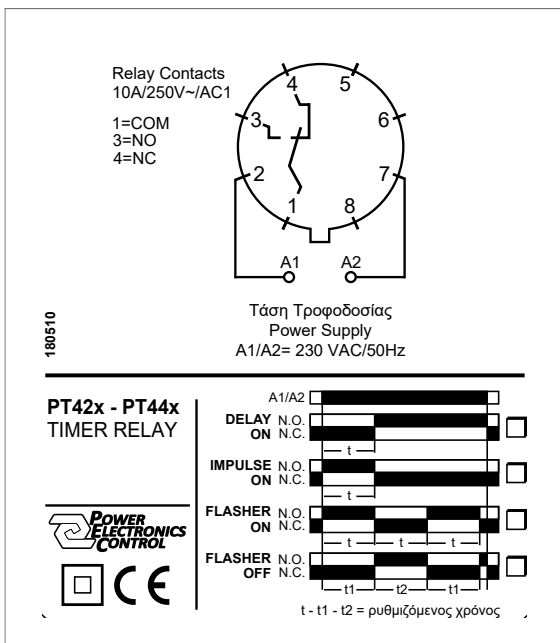 Relay Contacts
10A/250V~/AC1
1=COM
3=NO
4=NC
4 5
3 6
2 7
1 8
A1 A2
Τάση Τροφοδοσίας
Power Supply
A1/A2= 230 VAC/50Hz
180510
PT42x - PT44x
TIMER RELAY
POWER
ELECTRONICS
CONTROL
CE
A1/A2
DELAY N.O.
ON N.C.
t
IMPULSE N.O.
ON N.C.
t
FLASHER N.O.
ON N.C.
t t t
FLASHER N.O.
OFF N.C.
t1 t2 t1
t - t1 - t2 = ρυθμιζόμενος χρόνος